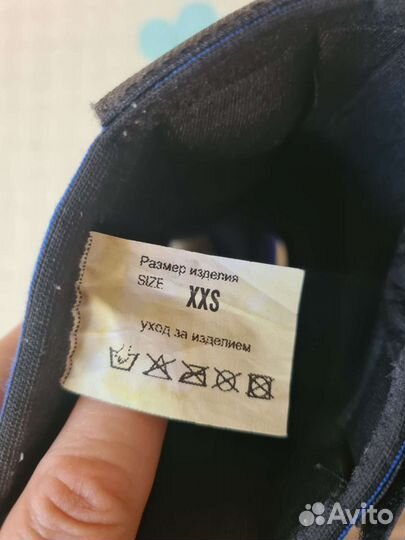 Размер изделия
SIZE XXS
уход за изделием
Avito